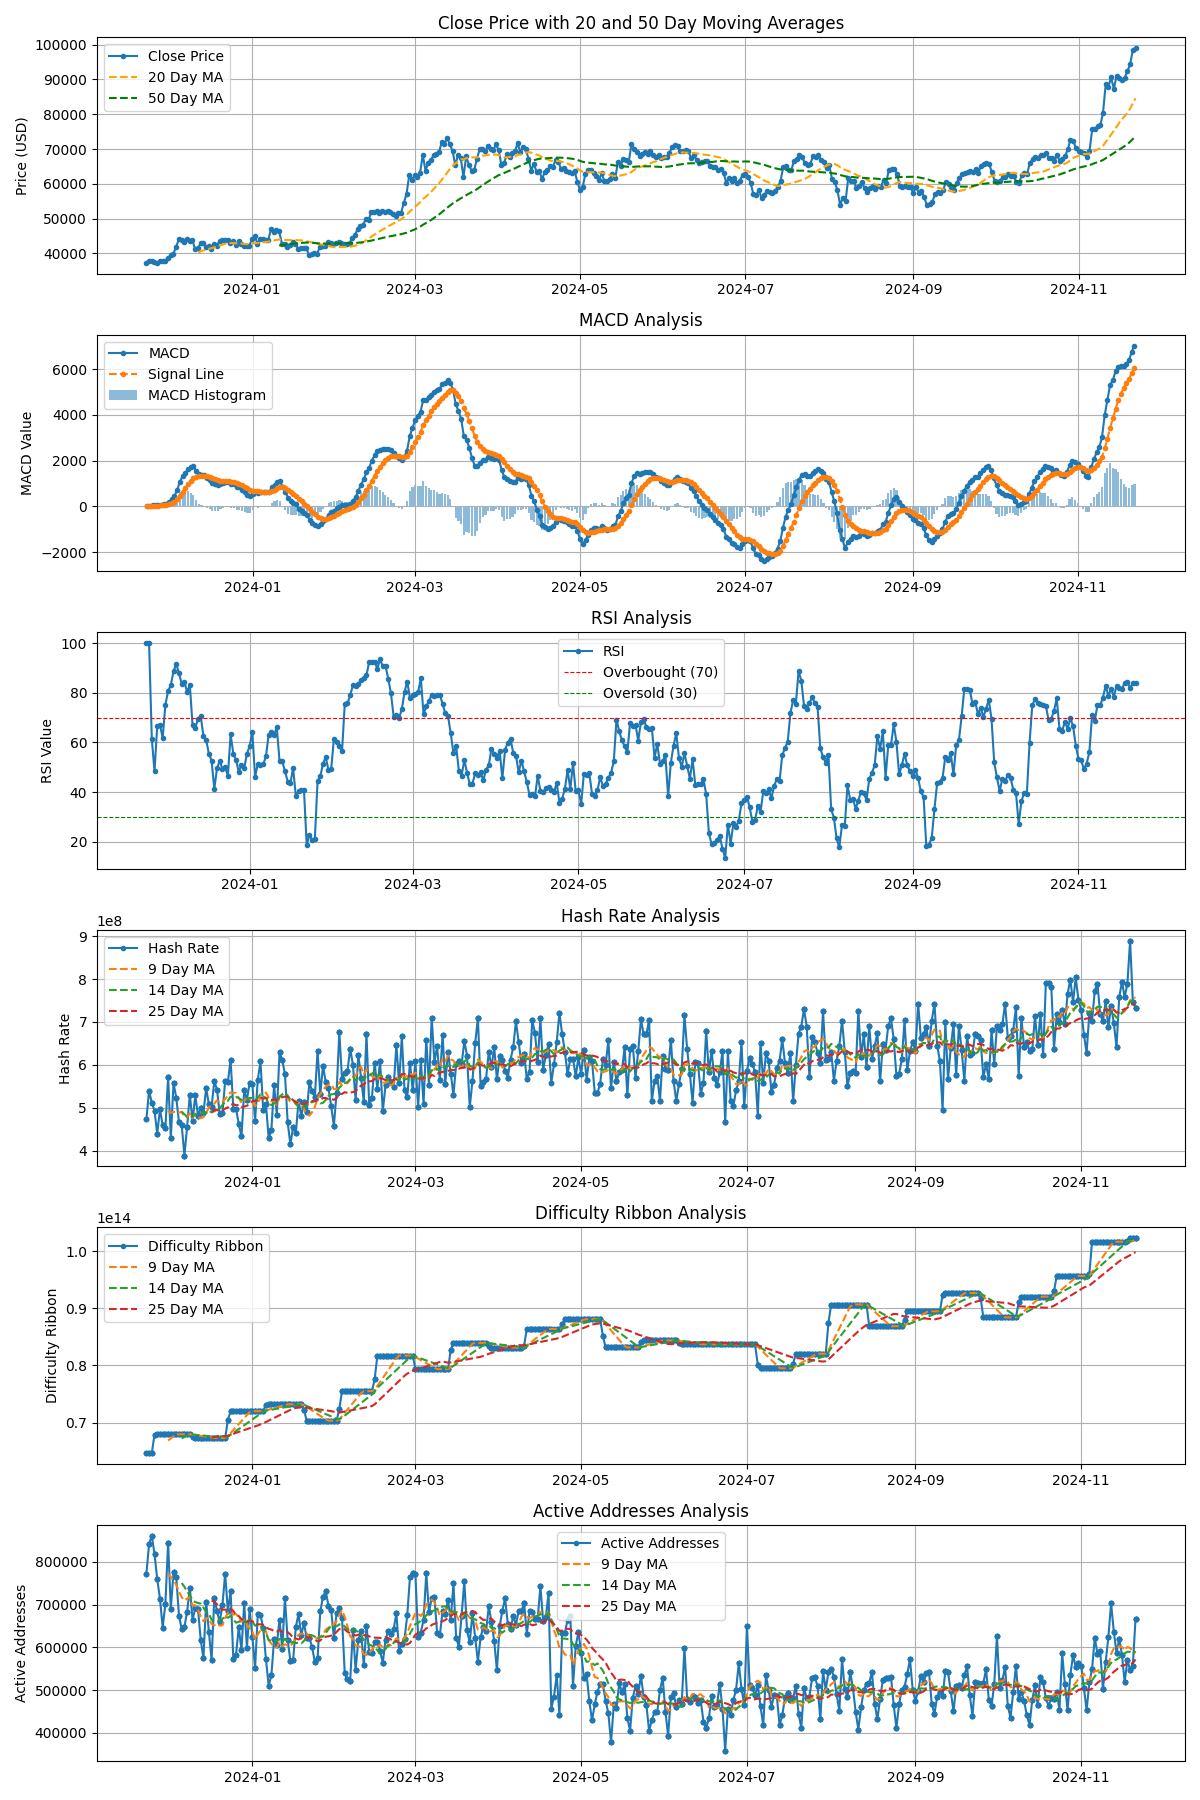 Close Price with 20 and 50 Day Moving Averages
Price (USD)
100000
90000
80000
70000
60000
50000
40000
Close Price
20 Day MA
50 Day MA
2024-01
2024-03
2024-05
2024-07
2024-09
2024-11
MACD Analysis
MACD Value
6000
4000
2000
0
−2000
MACD
Signal Line
MACD Histogram
2024-01
2024-03
2024-05
2024-07
2024-09
2024-11
RSI Analysis
RSI Value
100
80
60
40
20
RSI
Overbought (70)
Oversold (30)
2024-01
2024-03
2024-05
2024-07
2024-09
2024-11
Hash Rate Analysis
1e8
Hash Rate
9
8
7
6
5
4
Hash Rate
9 Day MA
14 Day MA
25 Day MA
2024-01
2024-03
2024-05
2024-07
2024-09
2024-11
Difficulty Ribbon Analysis
1e14
Difficulty Ribbon
1.0
0.9
0.8
0.7
Difficulty Ribbon
9 Day MA
14 Day MA
25 Day MA
2024-01
2024-03
2024-05
2024-07
2024-09
2024-11
Active Addresses Analysis
Active Addresses
800000
700000
600000
500000
400000
Active Addresses
9 Day MA
14 Day MA
25 Day MA
2024-01
2024-03
2024-05
2024-07
2024-09
2024-11